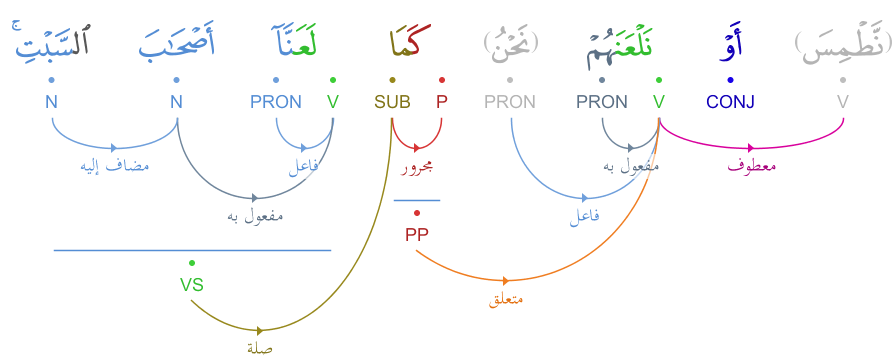 (نَّطْمِسَ) أَوْ نَلْعَنَهُمْ (نَحْنُ) كَمَا لَعَنَّآ أَصْحَـٰبَ ٱلسَّبْتِ ۚ
V CONJ V PRON PRON P SUB V PRON N N
معطوف مفعول به مجرور فاعل مضاف إليه
فاعل مفعول به
PP
VS
متعلق
صلة